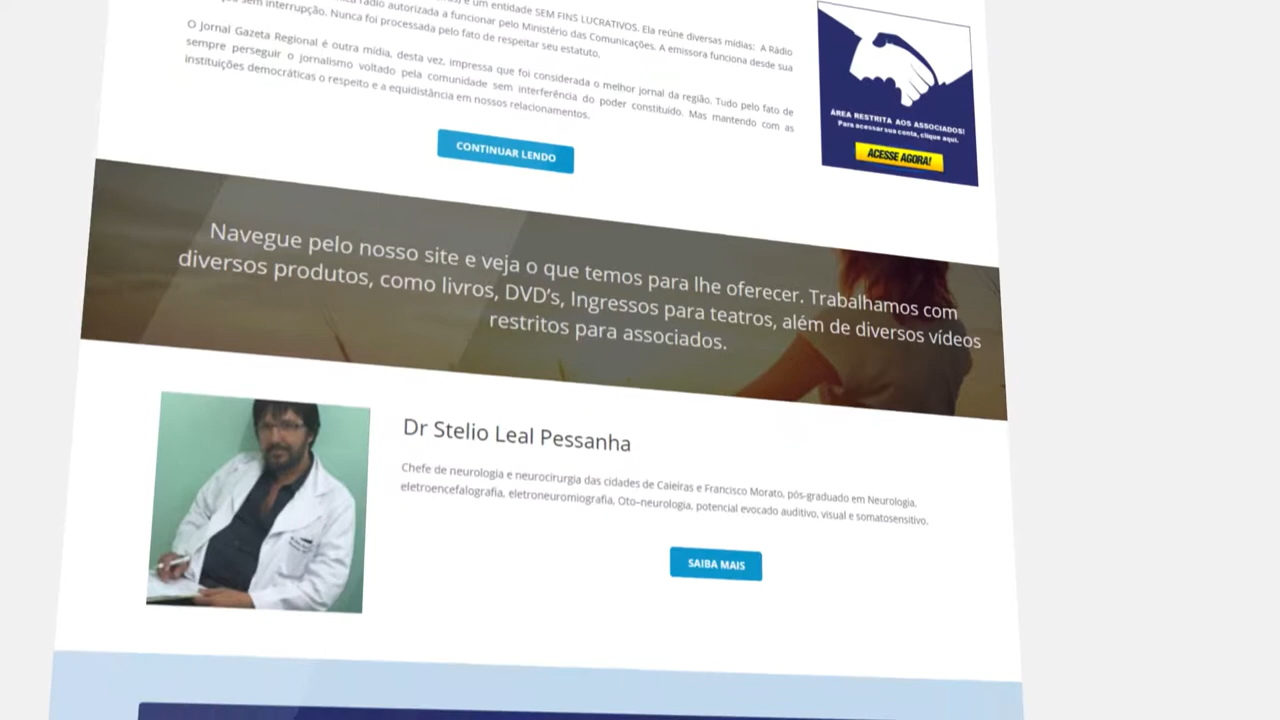 é um entidade SEM FINS LUCRATIVOS. Ela reúne diversas mídias: A Rádio
rádio autorizada a funcionar pelo Ministério das Comunicações. A emissora funciona desde sua
sem interrupção. Nunca foi processada pelo fato de respeitar seu estatuto.
O Jornal Gazeta Regional é outra mídia, desta vez, impressa que foi considerada o melhor jornal da região. Tudo pelo fato de
sempre perseguir o jornalismo voltado pela comunidade sem interferência do poder constituído. Mas mantendo com as
instituições democráticas o respeito e a equidistância em nossos relacionamentos.
CONTINUAR LENDO
ÁREA RESTRITA AOS ASSOCIADOS!
Para acessar sua conta, clique aqui.
ACESSE AGORA!
Navegue pelo nosso site e veja o que temos para lhe oferecer. Trabalhamos com
diversos produtos, como livros, DVD’s, Ingressos para teatros, além de diversos vídeos
restritos para associados.
Dr Stelio Leal Pessanha
Chefe de neurologia e neurocirurgia das cidades de Caieiras e Francisco Morato, pós-graduado em Neurologia,
eletroencefalografia, eletroneuromiografia, Oto–neurologia, potencial evocado auditivo, visual e somatosensitivo.
SAIBA MAIS